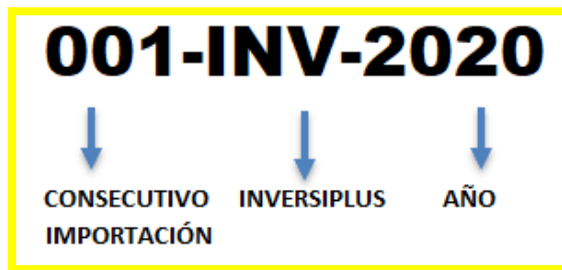 001-INV-2020
CONSECUTIVO IMPORTACIÓN
INVERSIPLUS
AÑO